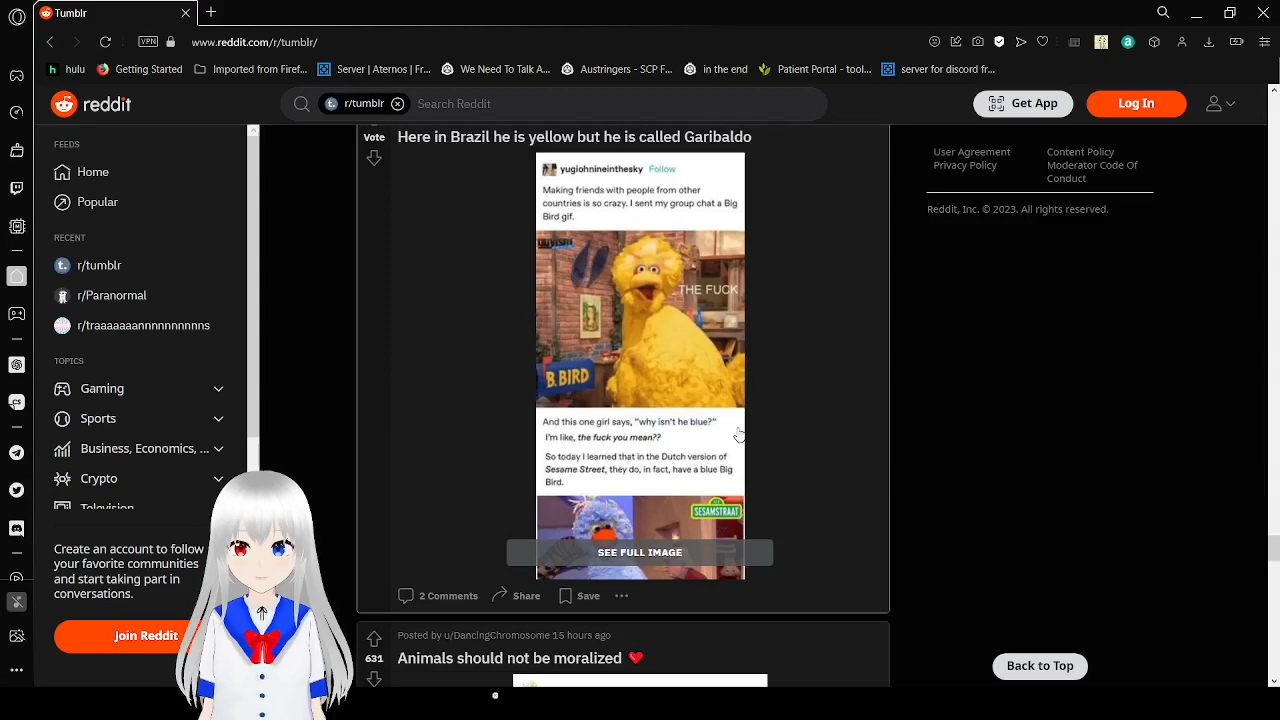 Tumblr
www.reddit.com/r/tumblr/
VPN
hulu
Getting Started
Imported from Firef...
Server | Aternos | Fr...
We Need To Talk A...
Austringers - SCP F...
in the end
Patient Portal - tool...
server for discord fr...
reddit
r/tumblr
Search Reddit
Get App
Log In
FEEDS
Home
Popular
RECENT
r/tumblr
r/Paranormal
r/traaaaaaannnnnnnnns
TOPICS
Gaming
Sports
Business, Economics, ...
Crypto
Television
Create an account to follow
your favorite communities
and start taking part in
conversations.
Join Reddit
Vote
Here in Brazil he is yellow but he is called Garibaldo
yugiohnineinthesky Follow
Making friends with people from other
countries is so crazy. I sent my group chat a Big
Bird gif.
THE FUCK
B.BIRD
And this one girl says, "why isn't he blue?"
I'm like, the fuck you mean??
So today I learned that in the Dutch version of
Sesame Street, they do, in fact, have a blue Big
Bird.
SESAMSTRAAT
SEE FULL IMAGE
2 Comments
Share
Save
Posted by u/DancingChromosome 15 hours ago
631
Animals should not be moralized ❤
User Agreement
Privacy Policy
Content Policy
Moderator Code Of
Conduct
Reddit, Inc. © 2023. All rights reserved.
Back to Top